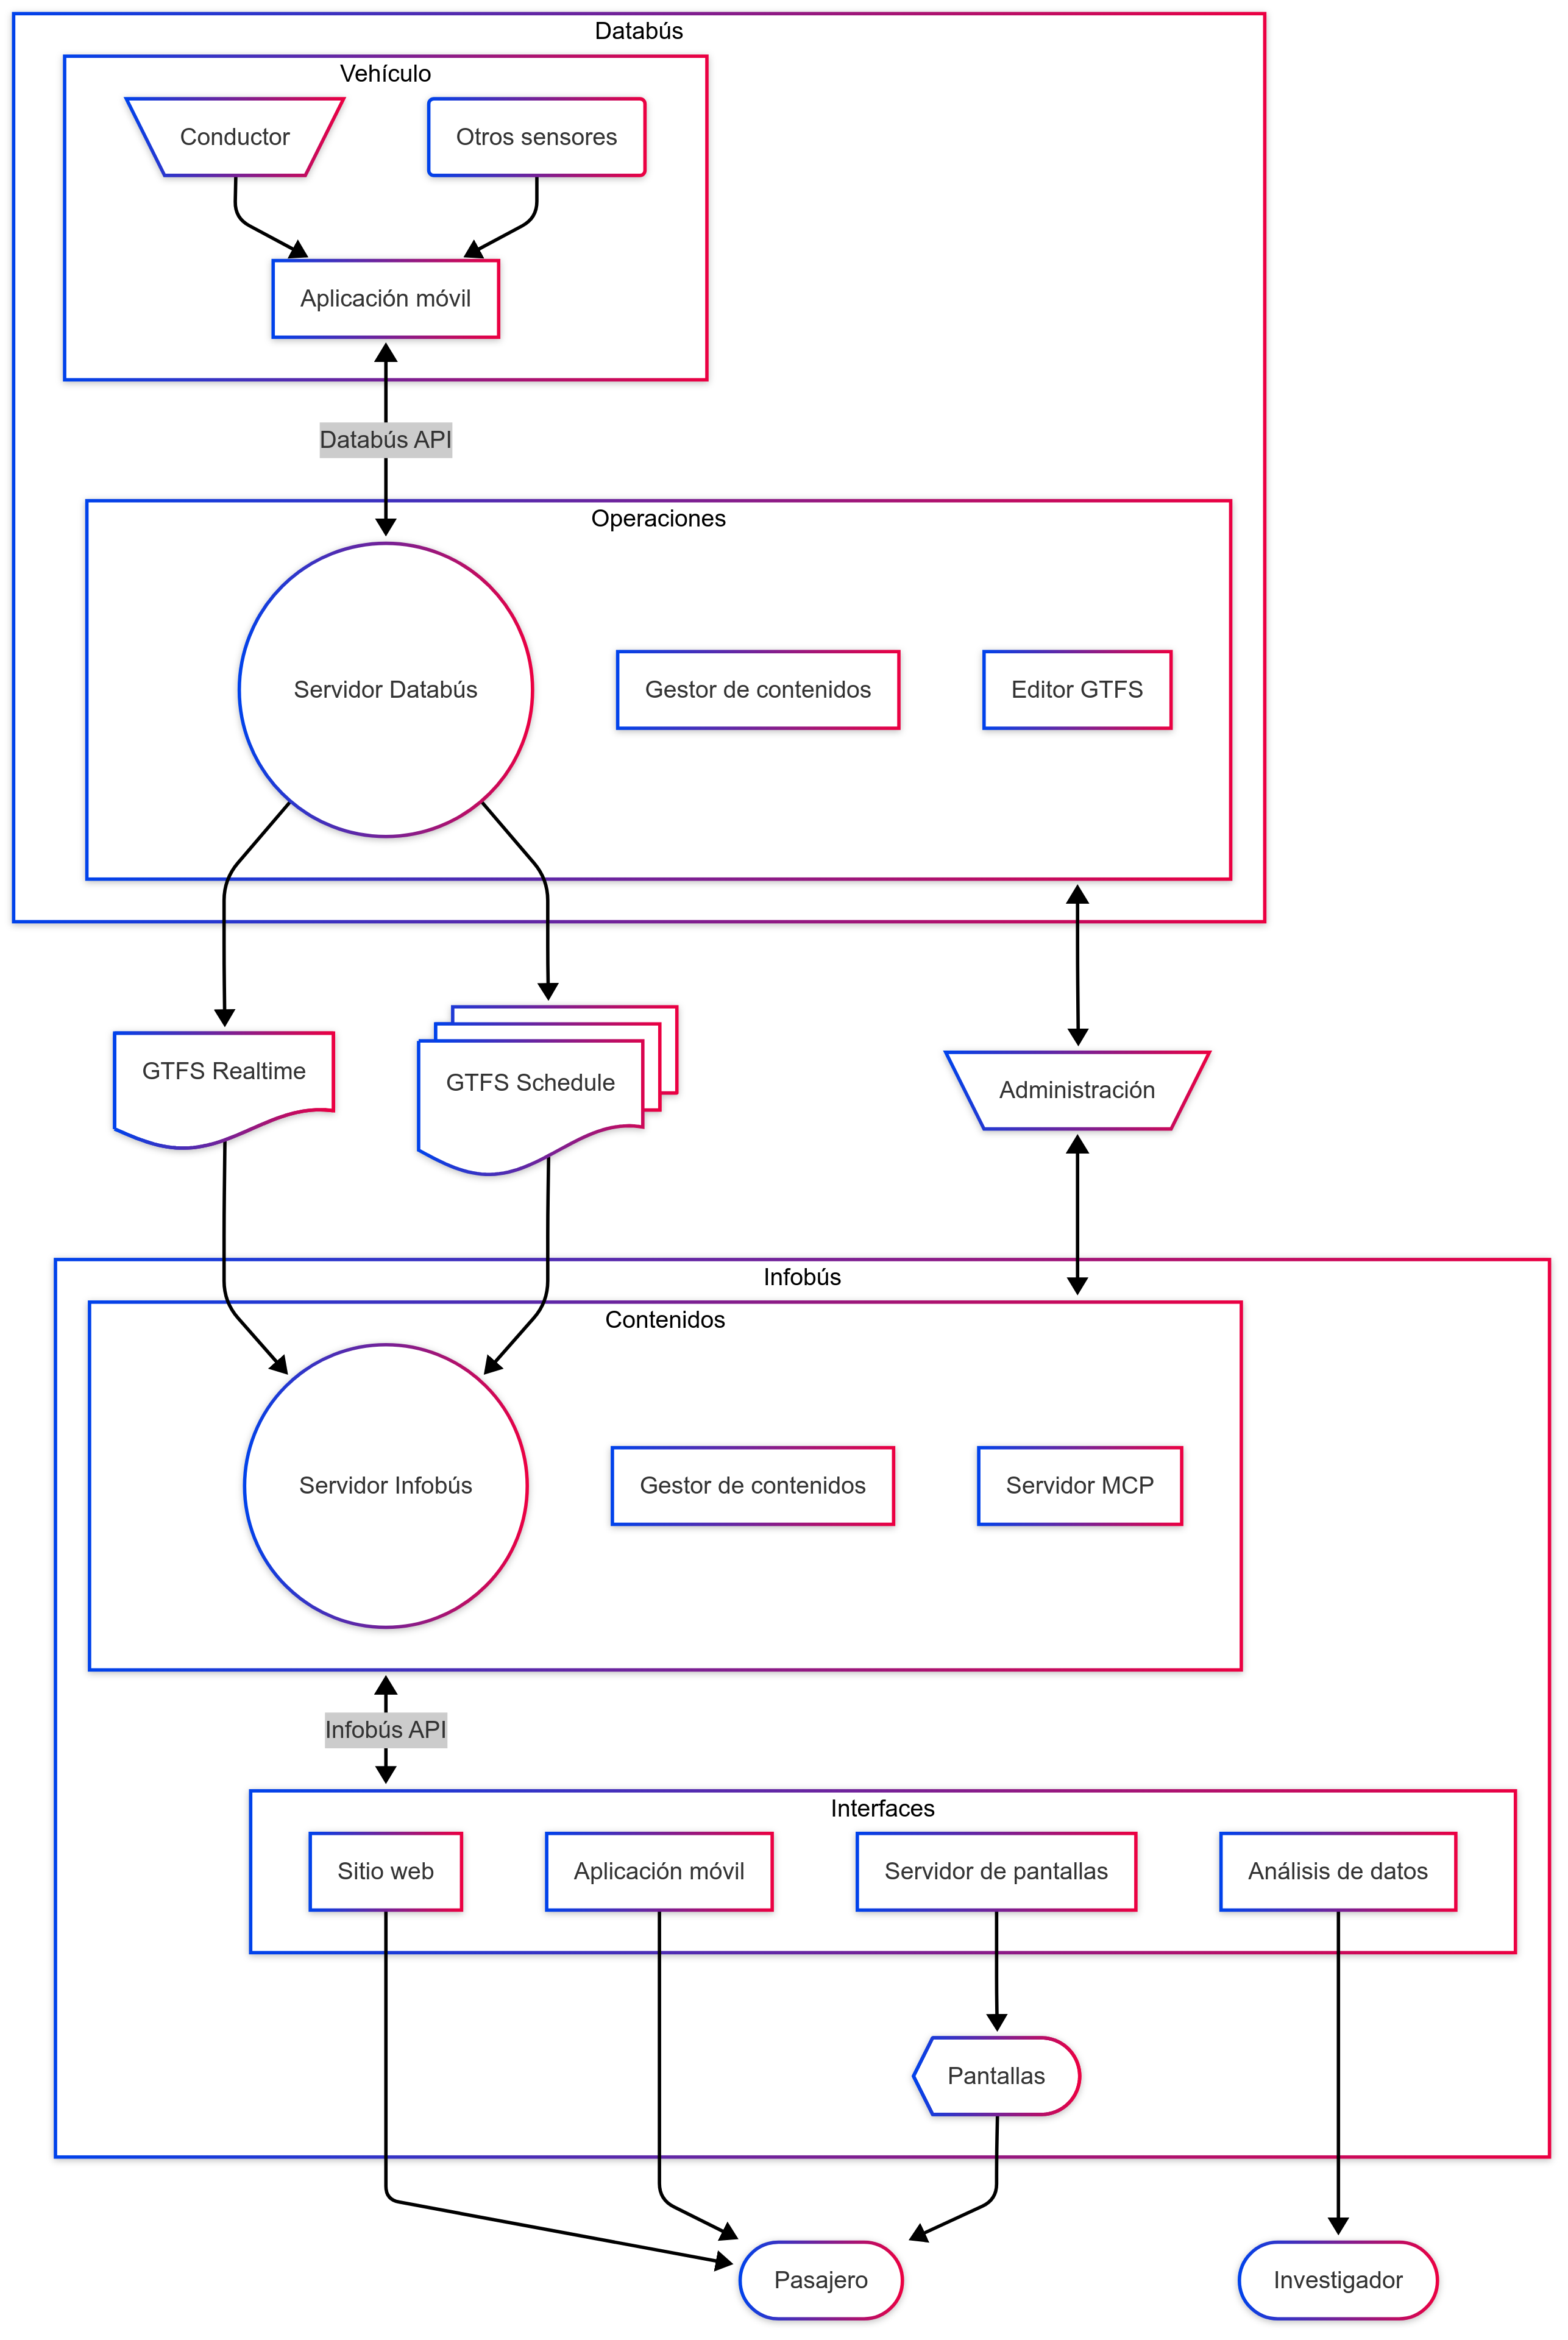 Databús
Vehículo
Conductor
Otros sensores
Aplicación móvil
Databús API
Operaciones
Servidor Databús
Gestor de contenidos
Editor GTFS
GTFS Realtime
GTFS Schedule
Administración
Infobús
Contenidos
Servidor Infobús
Gestor de contenidos
Servidor MCP
Infobús API
Interfaces
Sitio web
Aplicación móvil
Servidor de pantallas
Análisis de datos
Pantallas
Pasajero
Investigador